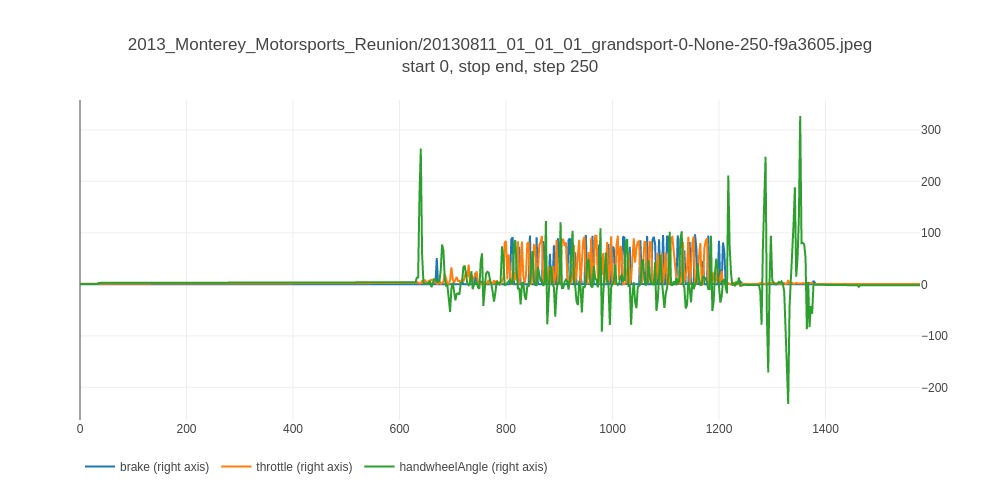 2013_Monterey_Motorsports_Reunion/20130811_01_01_01_grandsport-0-None-250-f9a3605.jpeg
start 0, stop end, step 250
300
200
100
0
−100
−200
0 200 400 600 800 1000 1200 1400
brake (right axis) throttle (right axis) handwheelAngle (right axis)